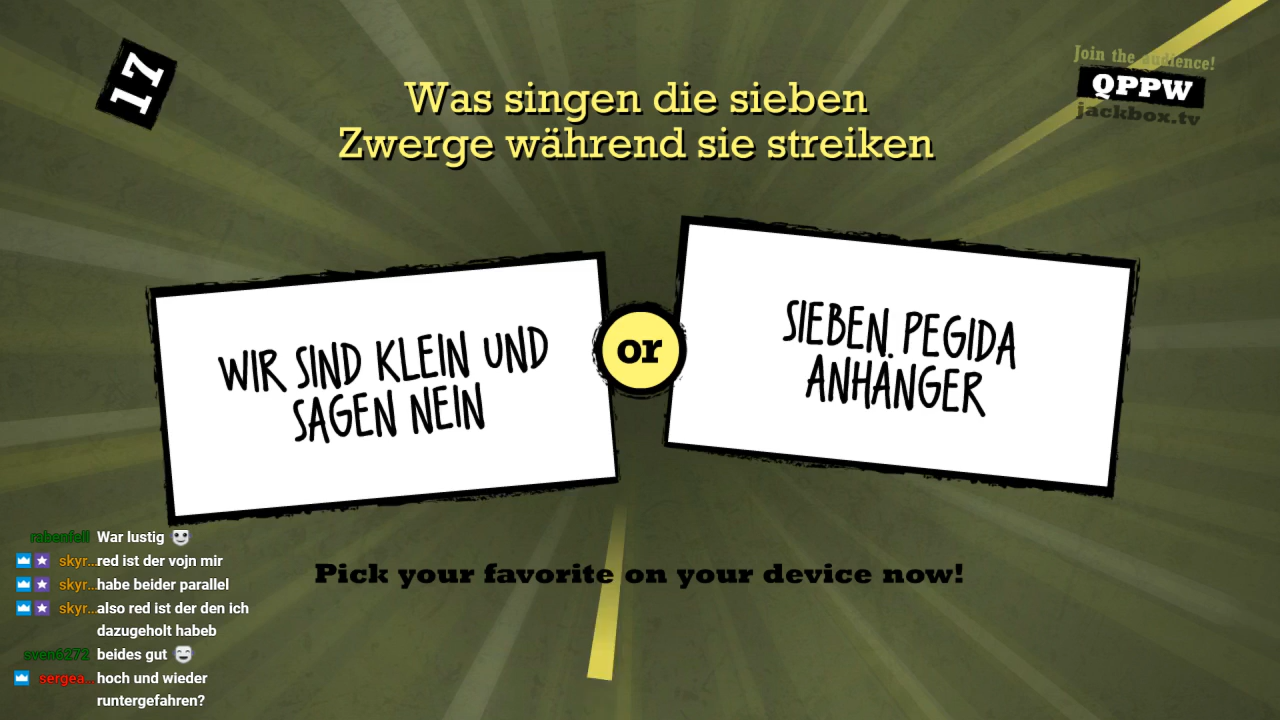 17
Join the audience!
QPPW
jackbox.tv
Was singen die sieben
Zwerge während sie streiken
WIR SIND KLEIN UND
SAGEN NEIN
or
SIEBEN. PEGIDA
ANHÄNGER
Pick your favorite on your device now!
rabenfell War lustig
skyr... red ist der vojn mir
skyr... habe beider parallel
skyr... also red ist der den ich
dazugeholt habeb
sven6272 beides gut
sergea... hoch und wieder
runtergefahren?